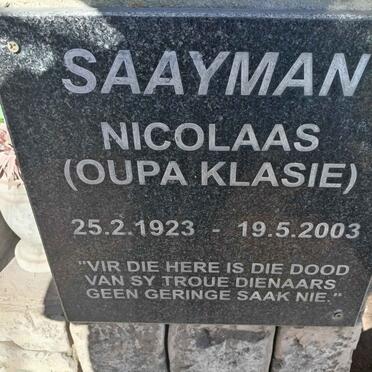 SAAYMAN
NICOLAAS
(OUPA KLASIE)
25.2.1923 - 19.5.2003
"VIR DIE HERE IS DIE DOOD
VAN SY TROUE DIENAARS
GEEN GERINGE SAAK NIE."